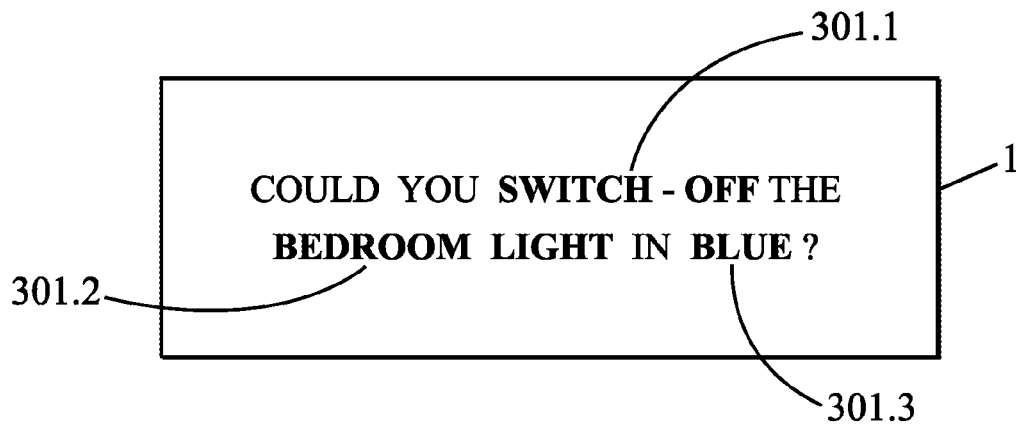 301.1
1
COULD YOU SWITCH - OFF THE
BEDROOM LIGHT IN BLUE ?
301.2
301.3